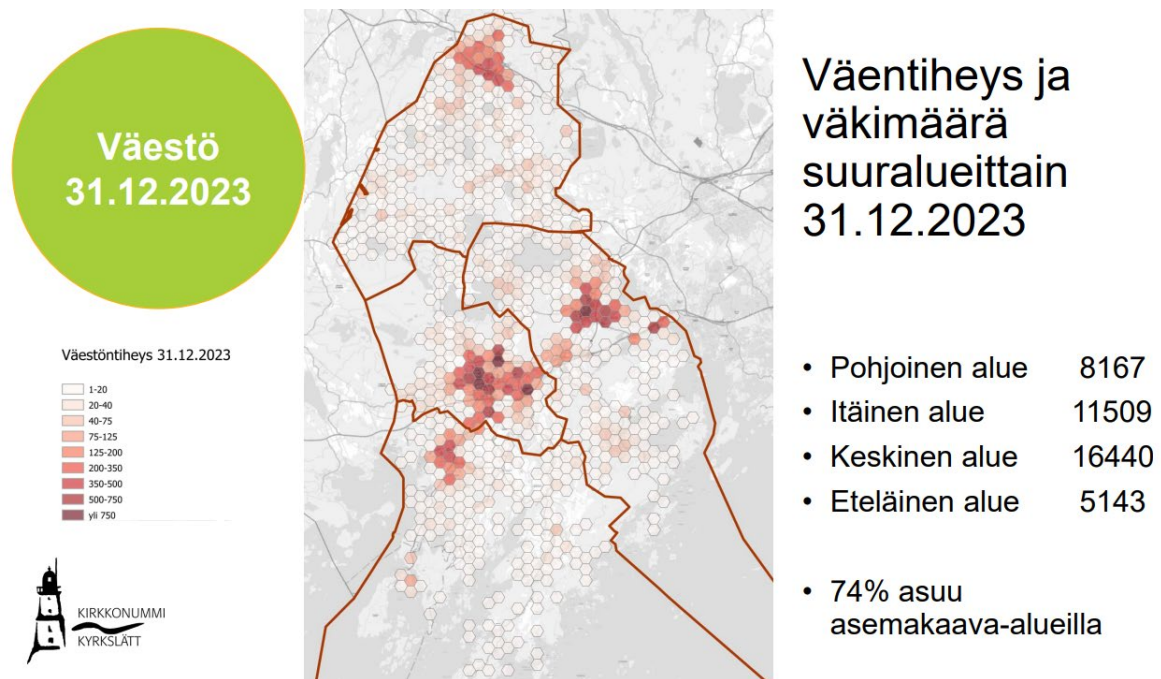 Väestö
31.12.2023
Väestöntiheys 31.12.2023
1-20
20-40
40-75
75-125
125-200
200-350
350-500
500-750
yli 750
KIRKKONUMMI
KYRKSLÄTT
Väentiheys ja
väkimäärä
suuralueittain
31.12.2023
• Pohjoinen alue 8167
• Itäinen alue 11509
• Keskinen alue 16440
• Eteläinen alue 5143
• 74% asuu
asemakaava-alueilla